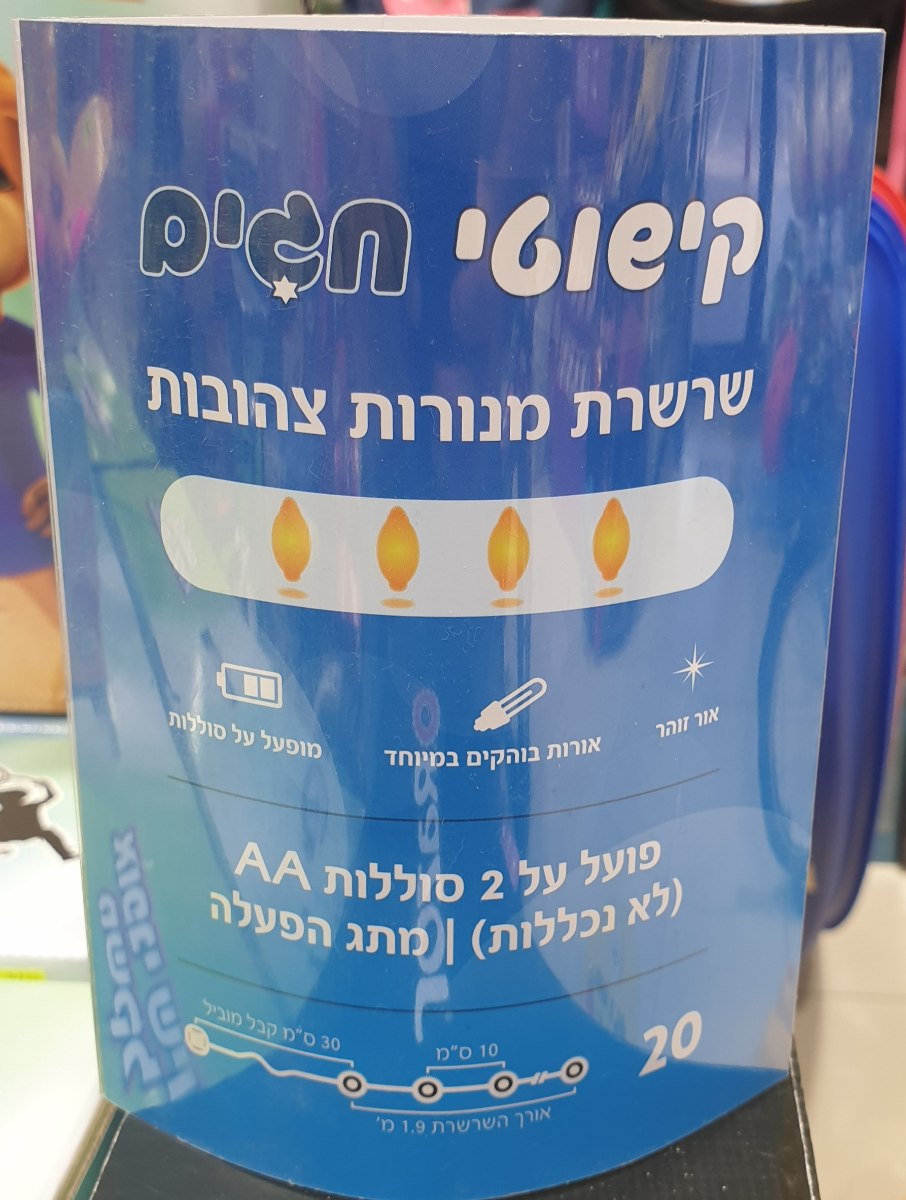 קישוטי חגים
שרשרת מנורות צהובות
אור זוהר
אורות בוהקים במיוחד
מופעל על סוללות
פועל על 2 סוללות AA
(לא נכללות) | מתג הפעלה
30 ס"מ קבל מוביל
10 ס"מ
20
אורך השרשרת 1.9 מ'